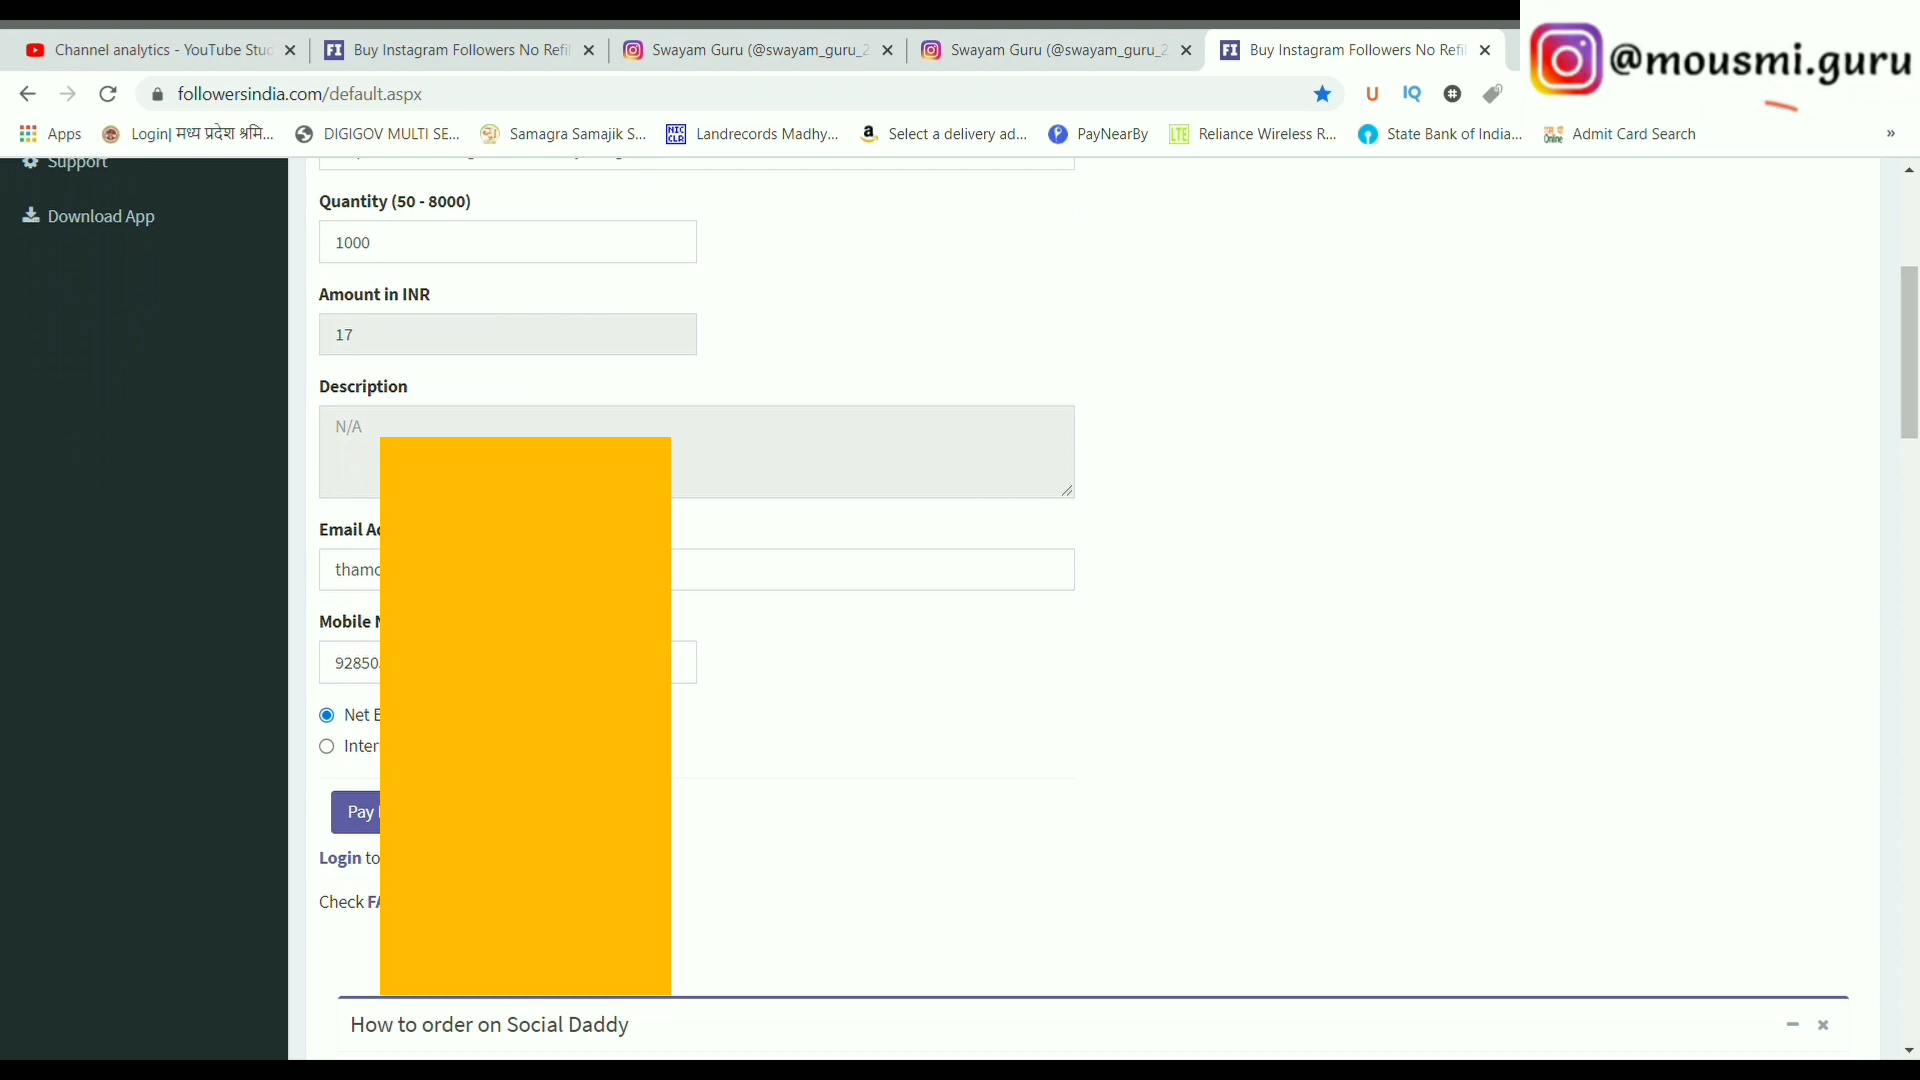 Channel analytics - YouTube Stud
Buy Instagram Followers No Refil
Swayam Guru (@swayam_guru_2
Swayam Guru (@swayam_guru_2
Buy Instagram Followers No Refil
@mousmi.guru
followersindia.com/default.aspx
U
IQ
#
Apps
Login| मध्य प्रदेश श्रमि...
DIGIGOV MULTI SE...
Samagra Samajik S...
Landrecords Madhy...
Select a delivery ad...
PayNearBy
Reliance Wireless R...
State Bank of India...
Admit Card Search
»
Support
Download App
Quantity (50 - 8000)
1000
Amount in INR
17
Description
N/A
Email
thamo
Mobile
92850
Net
Inter
Pay
Login to
Check
How to order on Social Daddy